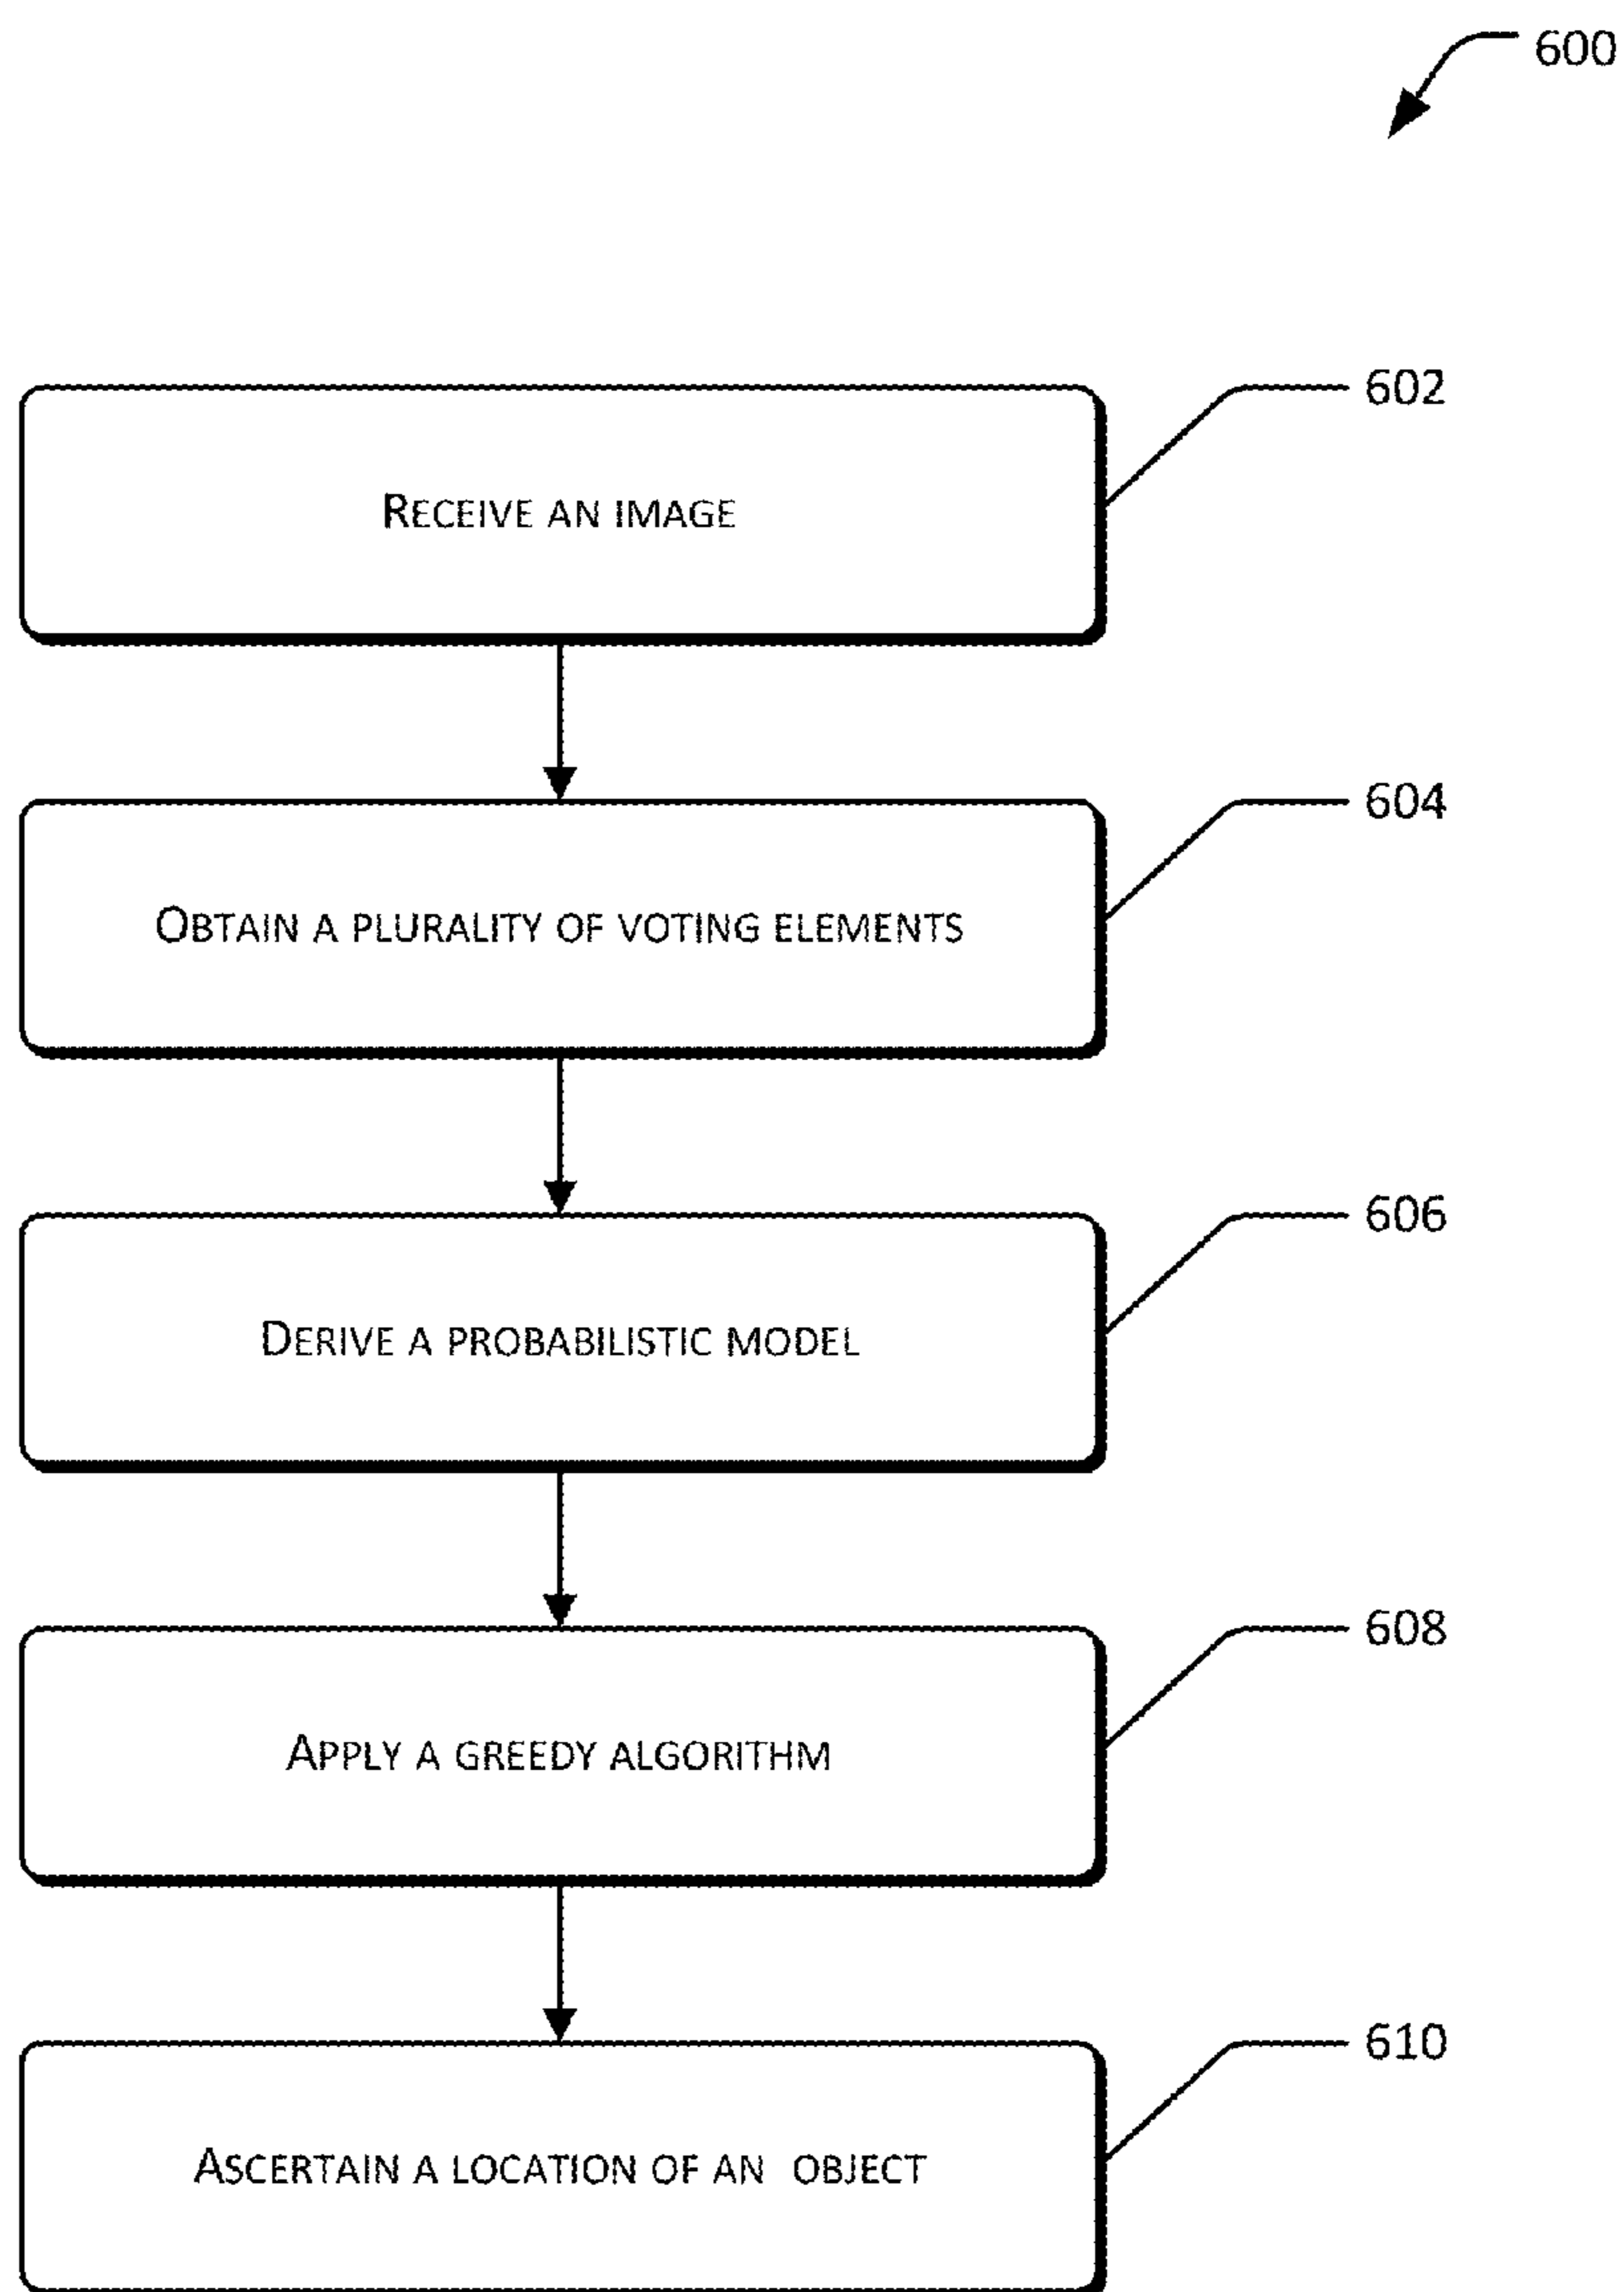 600
602
RECEIVE AN IMAGE
604
OBTAIN A PLURALITY OF VOTING ELEMENTS
606
DERIVE A PROBABILISTIC MODEL
608
APPLY A GREEDY ALGORITHM
610
ASCERTAIN A LOCATION OF AN OBJECT